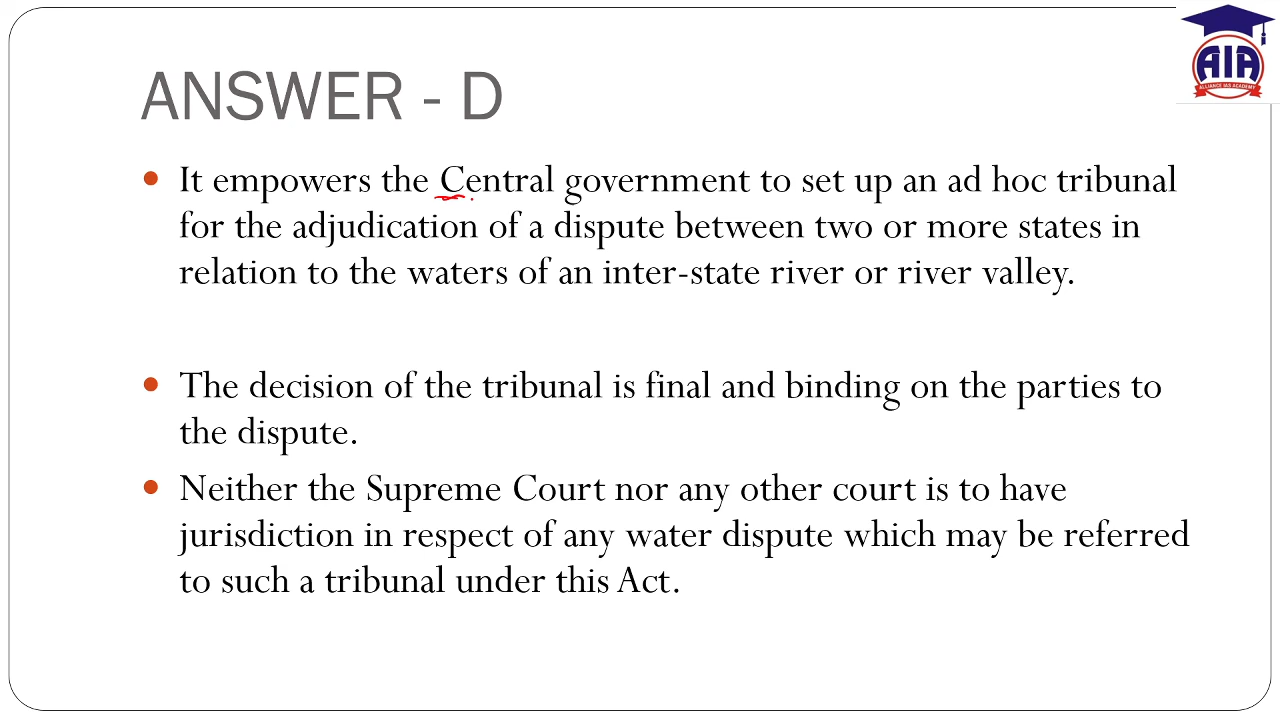 AIA
ALLIANCE IAS ACADEMY
ANSWER - D
• It empowers the Central government to set up an ad hoc tribunal
for the adjudication of a dispute between two or more states in
relation to the waters of an inter-state river or river valley.
• The decision of the tribunal is final and binding on the parties to
the dispute.
• Neither the Supreme Court nor any other court is to have
jurisdiction in respect of any water dispute which may be referred
to such a tribunal under this Act.